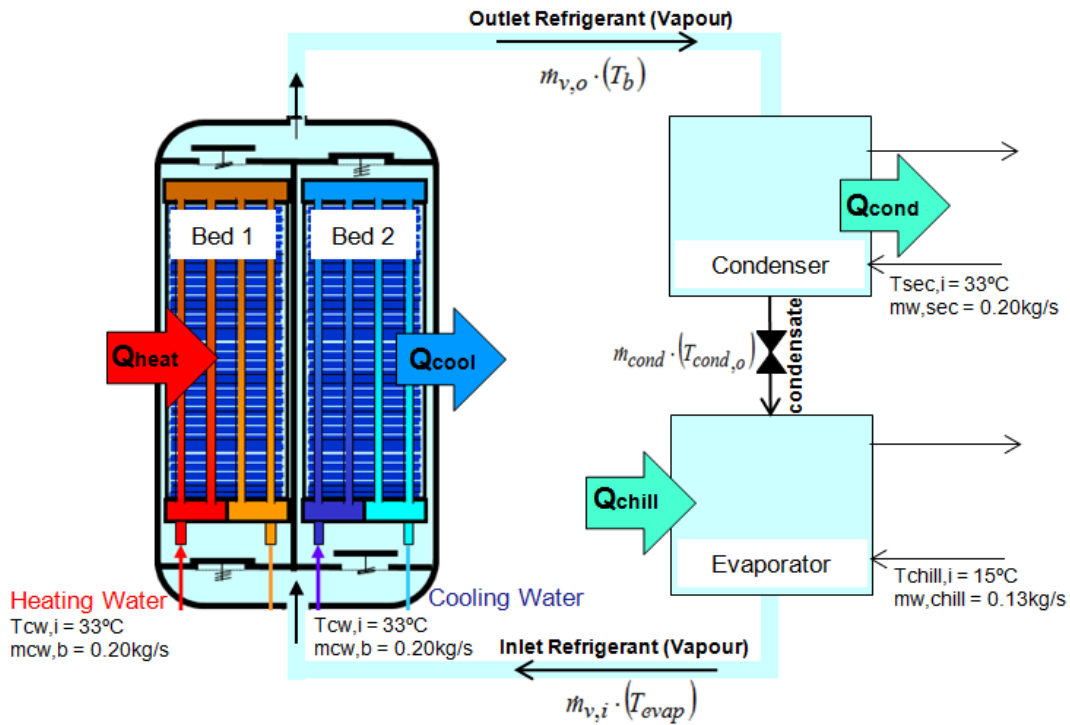 Outlet Refrigerant (Vapour)
ṁv,o · (Tb)
Bed 1
Bed 2
Qheat
Qcool
Qcond
Condenser
Tsec,i = 33ºC
mw,sec = 0.20kg/s
ṁcond · (Tcond,o)
condensate
Qchill
Evaporator
Tchill,i = 15ºC
mw,chill = 0.13kg/s
Heating Water
Tcw,i = 33ºC
mcw,b = 0.20kg/s
Cooling Water
Tcw,i = 33ºC
mcw,b = 0.20kg/s
Inlet Refrigerant (Vapour)
ṁv,i · (Tevap)